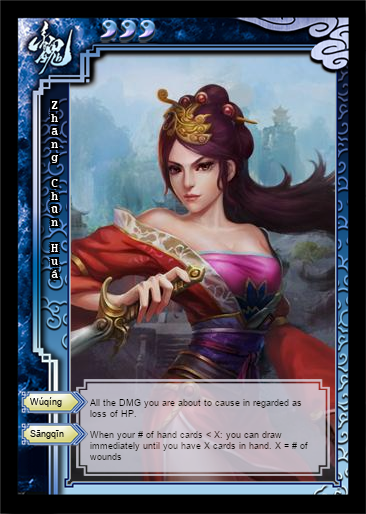 魏
Zhāng Chūn Huá
Wúqíng
All the DMG you are about to cause in regarded as
loss of HP.
Sāngqīn
When your # of hand cards < X: you can draw
immediately until you have X cards in hand. X = # of
wounds